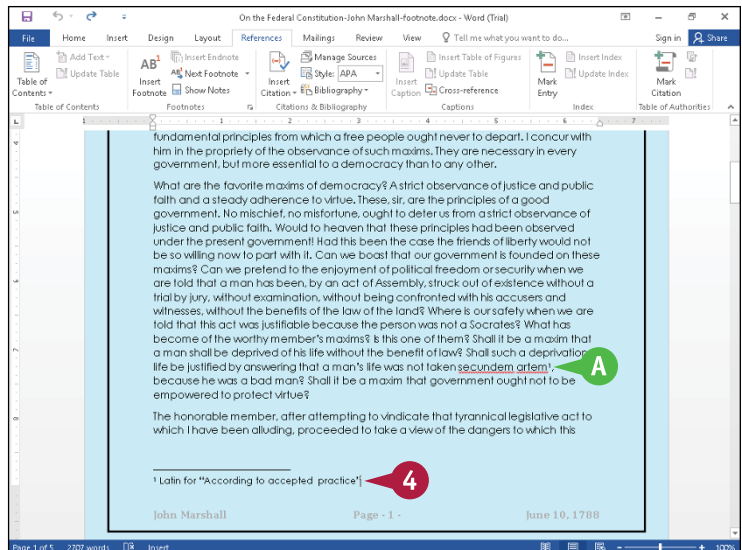 On the Federal Constitution-John Marshall-footnote.docx - Word (Trial)
File Home Insert Design Layout References Mailings Review View Tell me what you want to do... Sign in Share
Table of Contents
Add Text
Update Table
Table of Contents
AB¹ Insert Footnote
Insert Endnote
Next Footnote
Show Notes
Footnotes
Insert Citation
Manage Sources
Style: APA
Bibliography
Citations & Bibliography
Insert Caption
Insert Table of Figures
Update Table
Cross-reference
Captions
Mark Entry
Insert Index
Update Index
Index
Mark Citation
Table of Authorities
L 1 1 2 3 4 5 6 7
fundamental principles from which a free people ought never to depart. I concur with
him in the propriety of the observance of such maxims. They are necessary in every
government, but more essential to a democracy than to any other.
What are the favorite maxims of democracy? A strict observance of justice and public
faith and a steady adherence to virtue. These, sir, are the principles of a good
government. No mischief, no misfortune, ought to deter us from a strict observance of
justice and public faith. Would to heaven that these principles had been observed
under the present government! Had this been the case the friends of liberty would not
be so willing now to part with it. Can we boast that our government is founded on these
maxims? Can we pretend to the enjoyment of political freedom or security when we
are told that a man has been, by an act of Assembly, struck out of existence without a
trial by jury, without examination, without being confronted with his accusers and
witnesses, without the benefits of the law of the land? Where is our safety when we are
told that this act was justifiable because the person was not a Socrates? What has
become of the worthy member's maxims? Is this one of them? Shall it be a maxim that
a man shall be deprived of his life without the benefit of law? Shall such a deprivation
life be justified by answering that a man's life was not taken secundem artem¹, A
because he was a bad man? Shall it be a maxim that government ought not to be
empowered to protect virtue?
The honorable member, after attempting to vindicate that tyrannical legislative act to
which I have been alluding, proceeded to take a view of the dangers to which this
¹ Latin for "According to accepted practice" 4
John Marshall Page - 1 - June 10, 1788
Page 1 of 5 2707 words Insert 100%